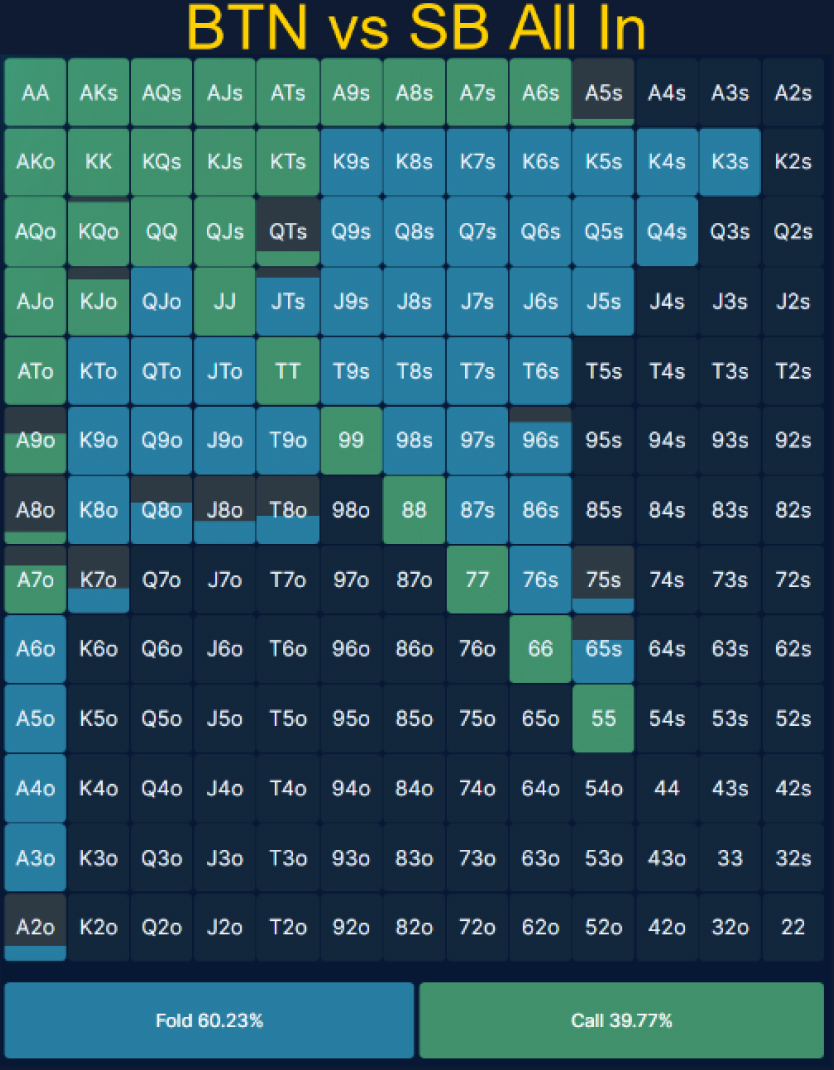 BTN vs SB All In
AA AKs AQs AJs ATs A9s A8s A7s A6s A5s A4s A3s A2s
AKo KK KQs KJs KTs K9s K8s K7s K6s K5s K4s K3s K2s
AQo KQo QQ QJs QTs Q9s Q8s Q7s Q6s Q5s Q4s Q3s Q2s
AJo KJo QJo JJ JTs J9s J8s J7s J6s J5s J4s J3s J2s
ATo KTo QTo JTo TT T9s T8s T7s T6s T5s T4s T3s T2s
A9o K9o Q9o J9o T9o 99 98s 97s 96s 95s 94s 93s 92s
A8o K8o Q8o J8o T8o 98o 88 87s 86s 85s 84s 83s 82s
A7o K7o Q7o J7o T7o 97o 87o 77 76s 75s 74s 73s 72s
A6o K6o Q6o J6o T6o 96o 86o 76o 66 65s 64s 63s 62s
A5o K5o Q5o J5o T5o 95o 85o 75o 65o 55 54s 53s 52s
A4o K4o Q4o J4o T4o 94o 84o 74o 64o 54o 44 43s 42s
A3o K3o Q3o J3o T3o 93o 83o 73o 63o 53o 43o 33 32s
A2o K2o Q2o J2o T2o 92o 82o 72o 62o 52o 42o 32o 22
Fold 60.23% Call 39.77%